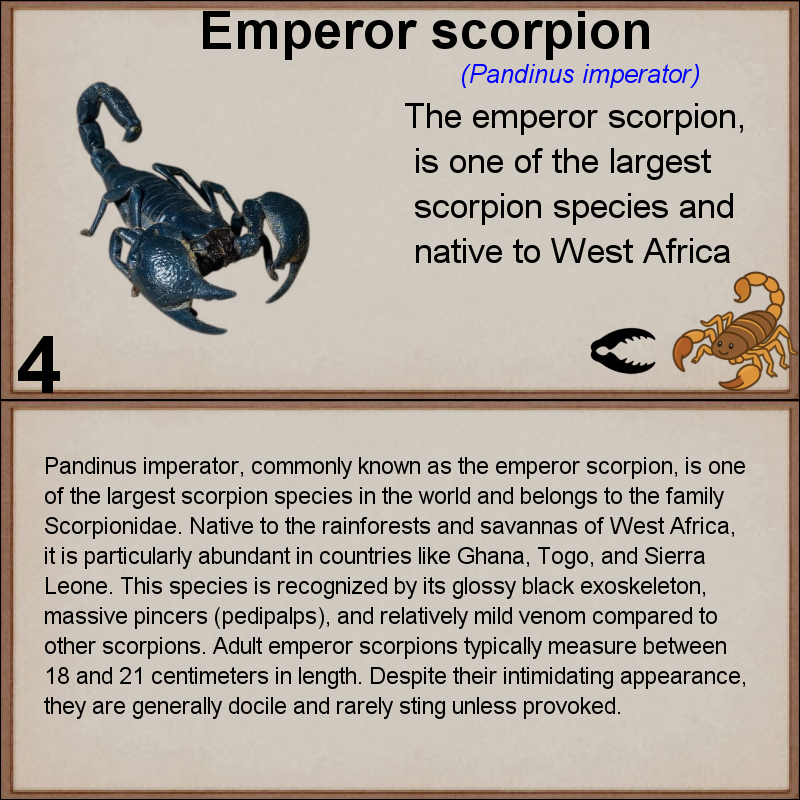 Emperor scorpion
(Pandinus imperator)
The emperor scorpion,
is one of the largest
scorpion species and
native to West Africa
4
Pandinus imperator, commonly known as the emperor scorpion, is one
of the largest scorpion species in the world and belongs to the family
Scorpionidae. Native to the rainforests and savannas of West Africa,
it is particularly abundant in countries like Ghana, Togo, and Sierra
Leone. This species is recognized by its glossy black exoskeleton,
massive pincers (pedipalps), and relatively mild venom compared to
other scorpions. Adult emperor scorpions typically measure between
18 and 21 centimeters in length. Despite their intimidating appearance,
they are generally docile and rarely sting unless provoked.